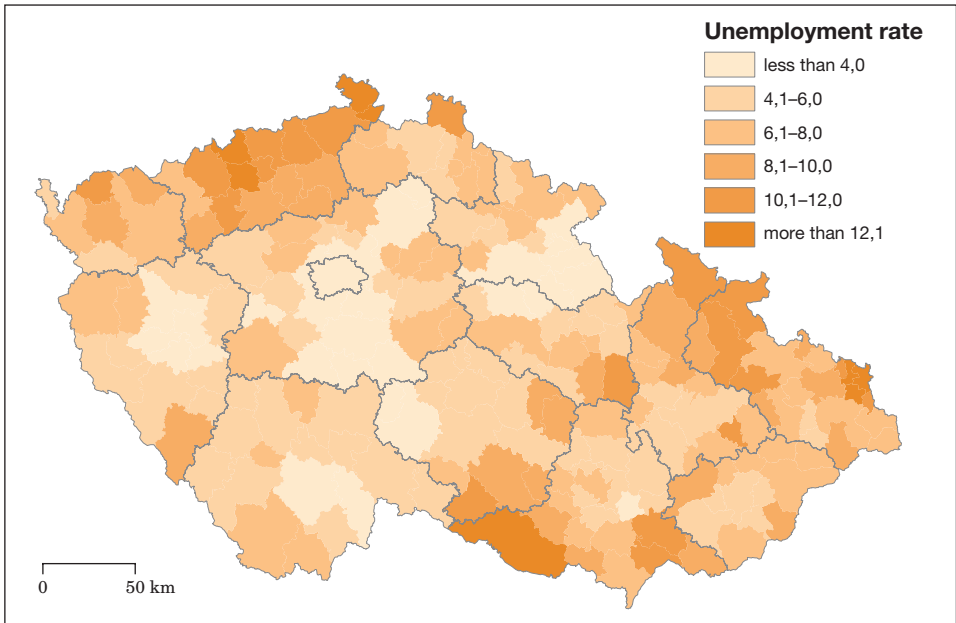 Unemployment rate
less than 4,0
4,1–6,0
6,1–8,0
8,1–10,0
10,1–12,0
more than 12,1
0 50 km